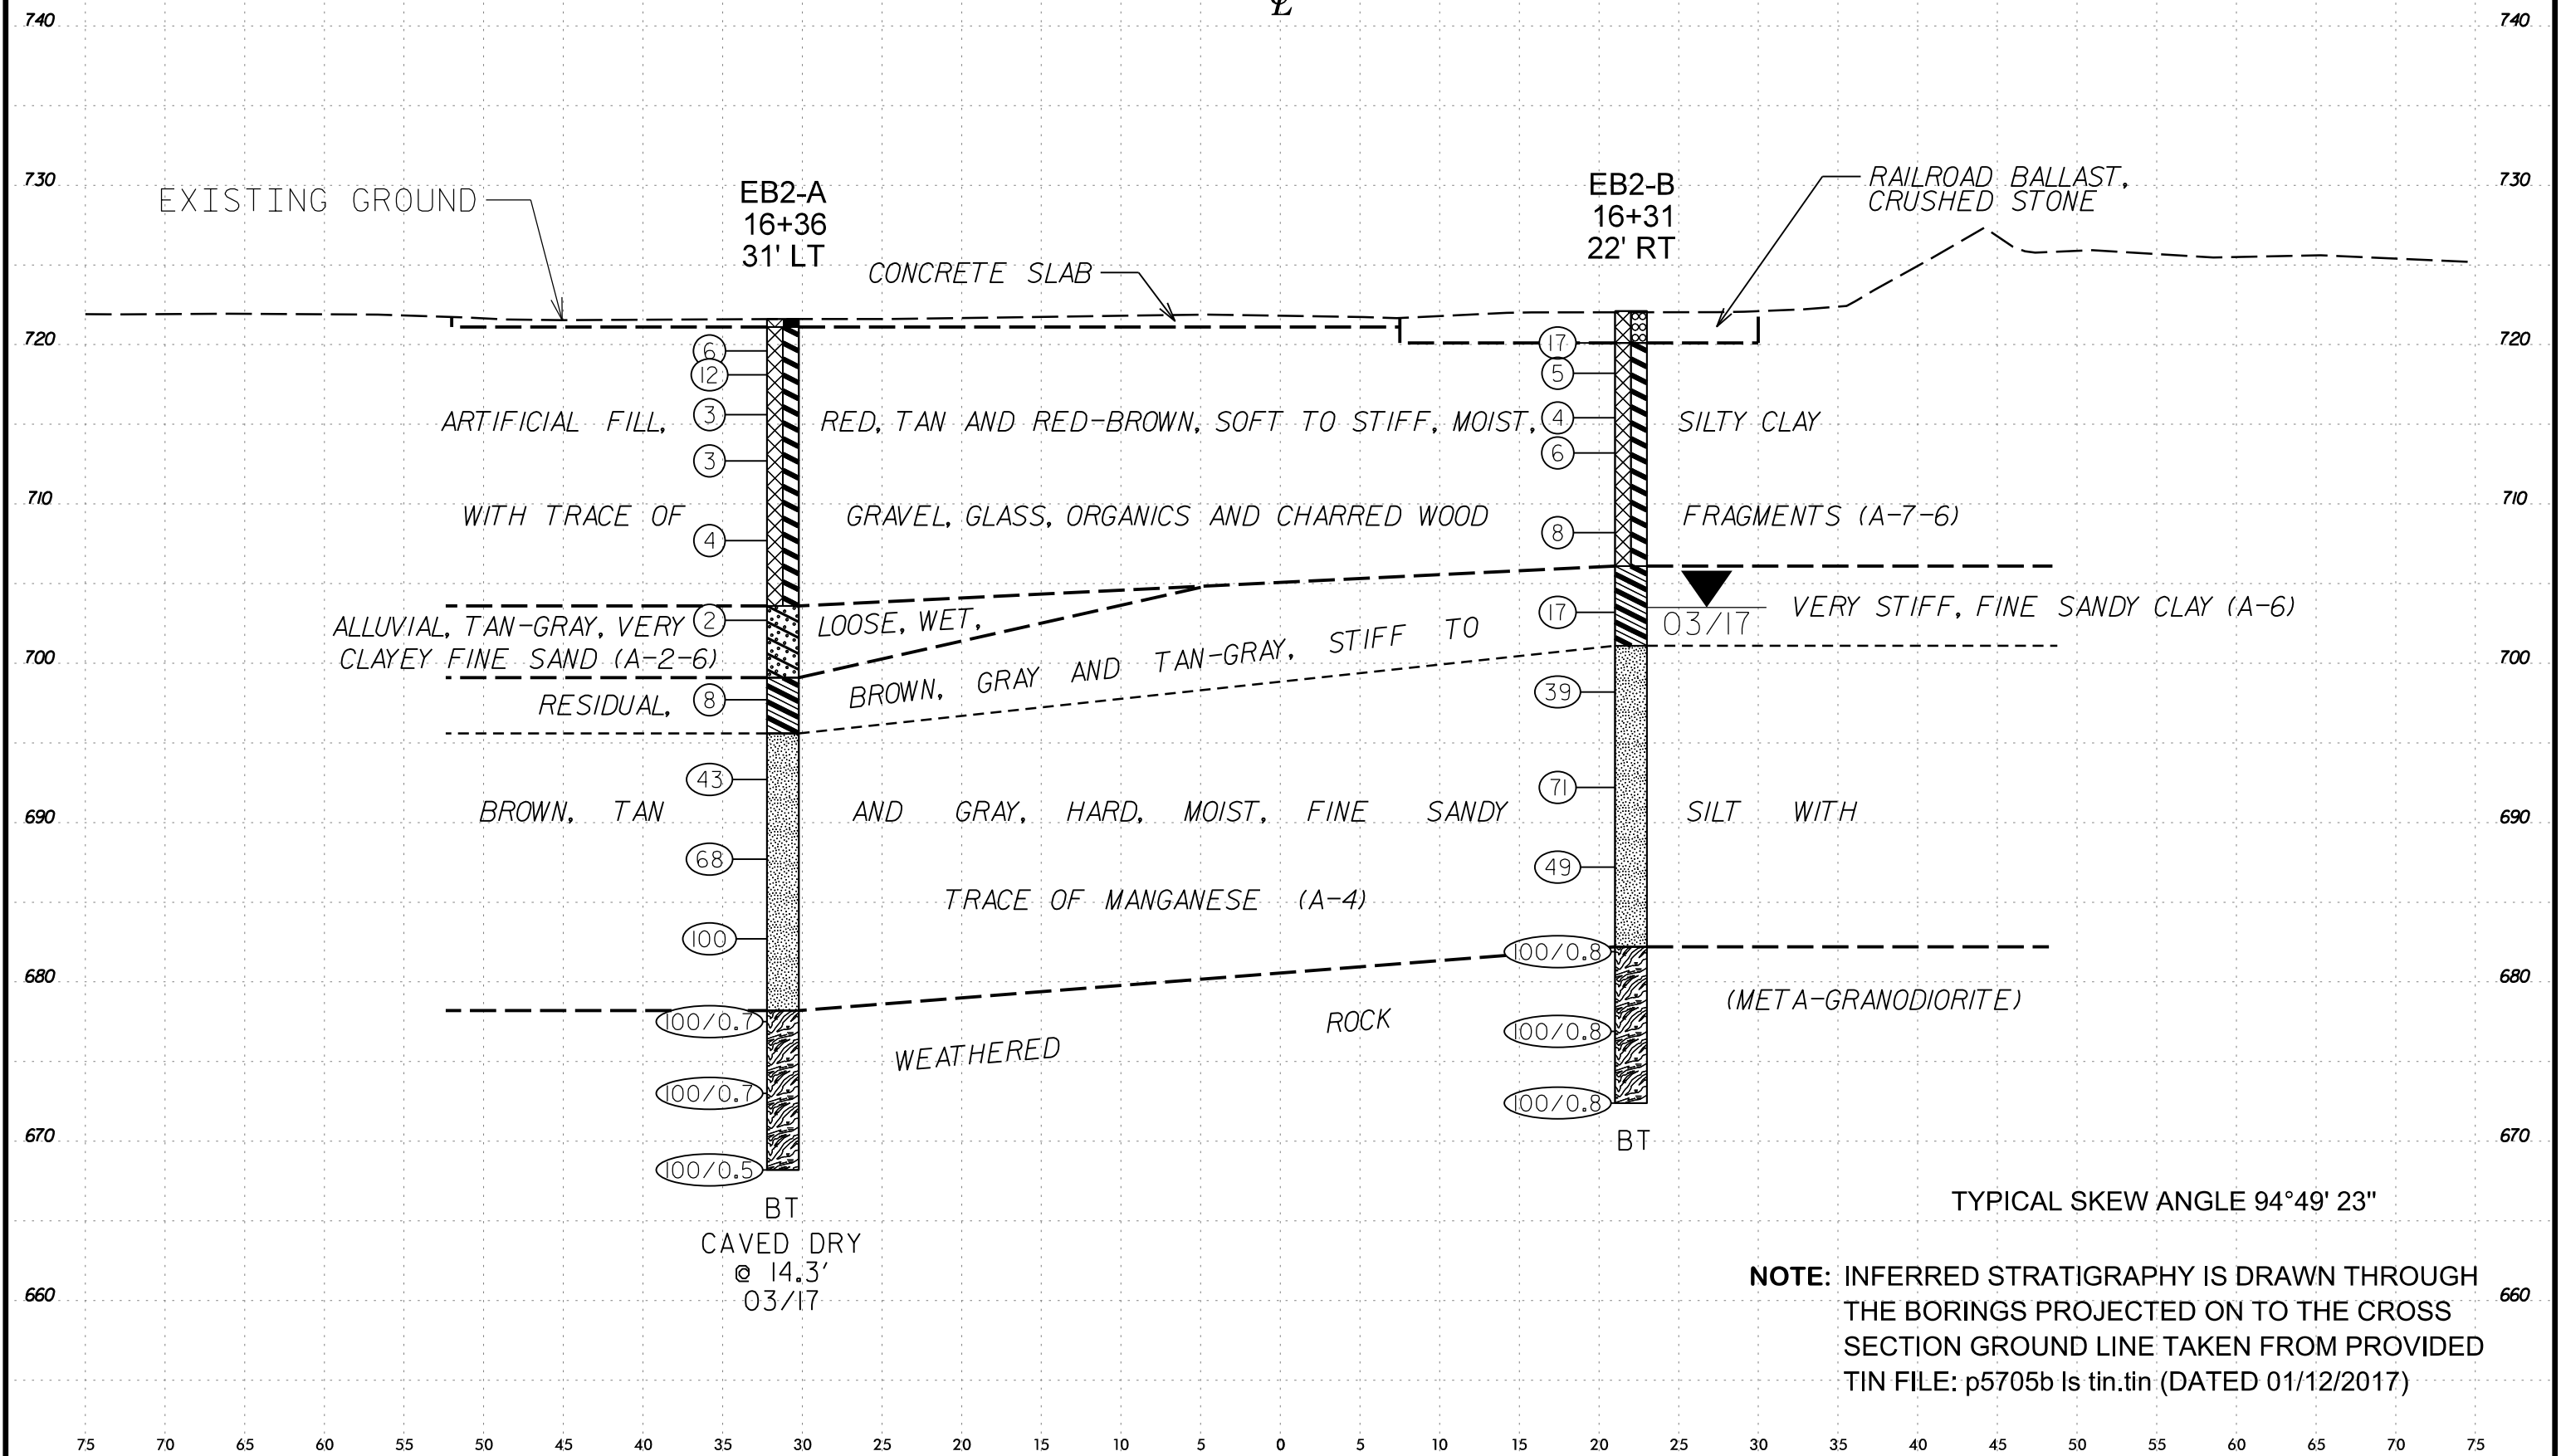 ℄
740 740
730 730
EXISTING GROUND
EB2-A
16+36
31' LT
CONCRETE SLAB
EB2-B
16+31
22' RT
RAILROAD BALLAST,
CRUSHED STONE
720 720
6 17
12 5
ARTIFICIAL FILL, 3 RED, TAN AND RED-BROWN, SOFT TO STIFF, MOIST, 4 SILTY CLAY
3 6
710 710
WITH TRACE OF GRAVEL, GLASS, ORGANICS AND CHARRED WOOD FRAGMENTS (A-7-6)
4 8
ALLUVIAL, TAN-GRAY, VERY 2 LOOSE, WET,
CLAYEY FINE SAND (A-2-6)
17 03/17 VERY STIFF, FINE SANDY CLAY (A-6)
700 700
RESIDUAL, 8 BROWN, GRAY AND TAN-GRAY, STIFF TO
39
43 71
690 690
BROWN, TAN AND GRAY, HARD, MOIST, FINE SANDY SILT WITH
68 49
TRACE OF MANGANESE (A-4)
100 100/0.8
680 680
100/0.7 100/0.8
WEATHERED ROCK (META-GRANODIORITE)
100/0.7 100/0.8
670 670
100/0.5
BT
BT
CAVED DRY
@ 14.3'
03/17
TYPICAL SKEW ANGLE 94°49' 23"
660 660
NOTE: INFERRED STRATIGRAPHY IS DRAWN THROUGH
THE BORINGS PROJECTED ON TO THE CROSS
SECTION GROUND LINE TAKEN FROM PROVIDED
TIN FILE: p5705b ls tin.tin (DATED 01/12/2017)
75 70 65 60 55 50 45 40 35 30 25 20 15 10 5 0 5 10 15 20 25 30 35 40 45 50 55 60 65 70 75